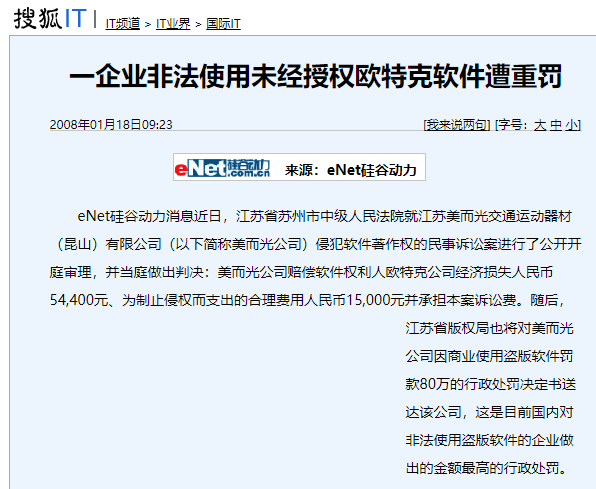 搜狐IT | IT频道 > IT业界 > 国际IT
一企业非法使用未经授权欧特克软件遭重罚
2008年01月18日09:23 [我来说两句] [字号：大 中 小]
eNet硅谷动力.com.cn 来源：eNet硅谷动力
eNet硅谷动力消息近日，江苏省苏州市中级人民法院就江苏美而光交通运动器材
（昆山）有限公司（以下简称美而光公司）侵犯软件著作权的民事诉讼案进行了公开开
庭审理，并当庭做出判决：美而光公司赔偿软件权利人欧特克公司经济损失人民币
54,400元、为制止侵权而支出的合理费用人民币15,000元并承担本案诉讼费。随后，
江苏省版权局也将对美而光
公司因商业使用盗版软件罚
款80万的行政处罚决定书送
达该公司，这是目前国内对
非法使用盗版软件的企业做
出的金额最高的行政处罚。